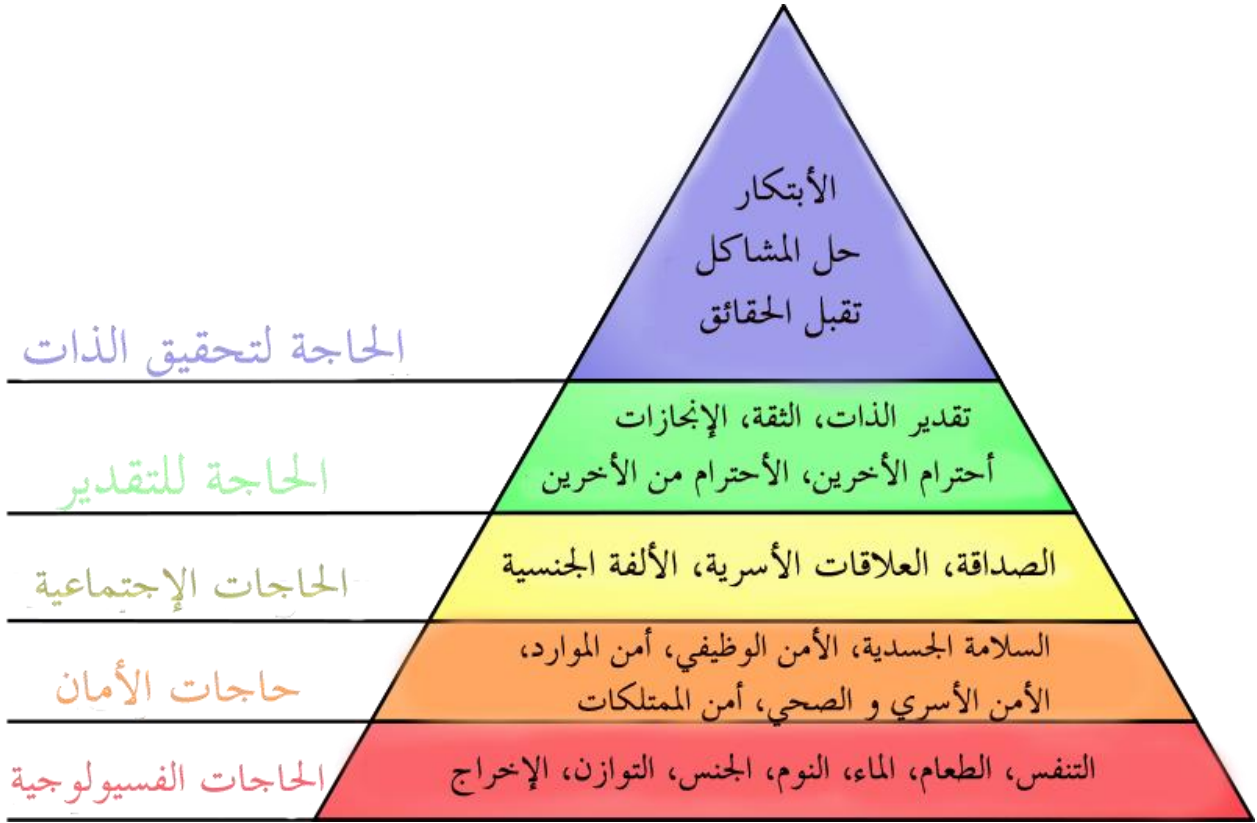 الأبتكار
حل المشاكل
تقبل الحقائق
الحاجة لتحقيق الذات
تقدير الذات، الثقة، الإنجازات
أحترام الأخرين، الأحترام من الأخرين
الحاجة للتقدير
الصداقة، العلاقات الأسرية، الألفة الجنسية
الحاجات الإجتماعية
السلامة الجسدية، الأمن الوظيفي، أمن الموارد،
الأمن الأسري و الصحي، أمن الممتلكات
حاجات الأمان
التنفس، الطعام، الماء، النوم، الجنس، التوازن، الإخراج
الحاجات الفسيولوجية